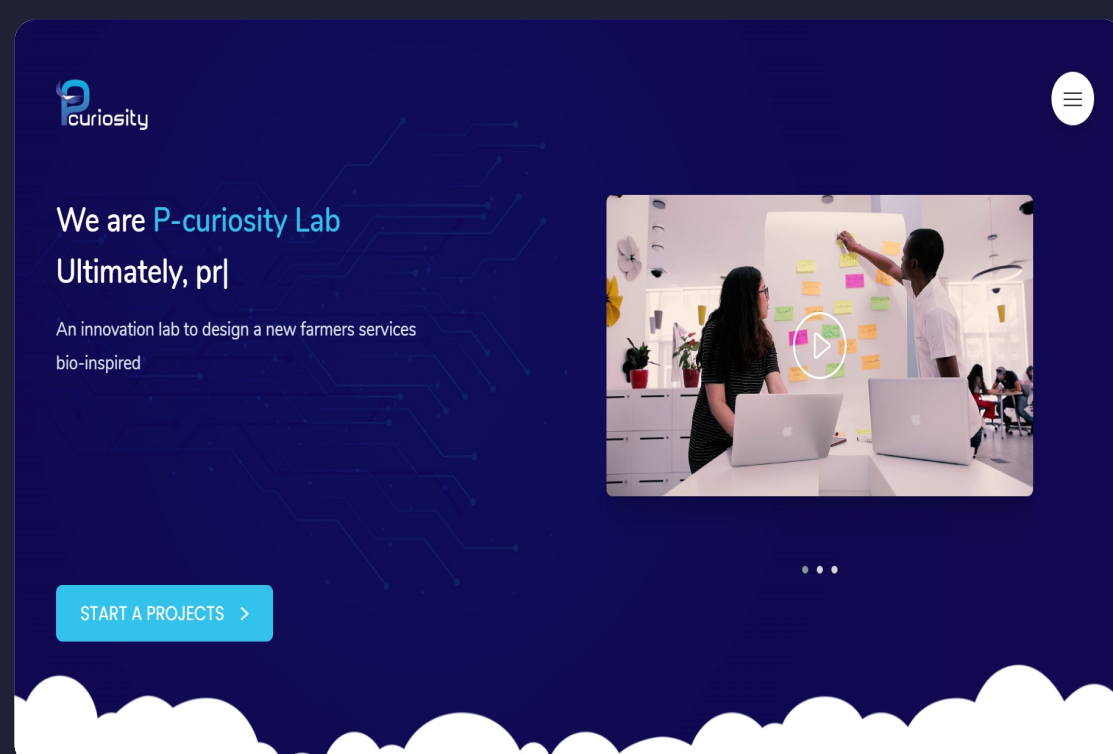 Pcuriosity
We are P-curiosity Lab
Ultimately, pr|
An innovation lab to design a new farmers services
bio-inspired
START A PROJECTS